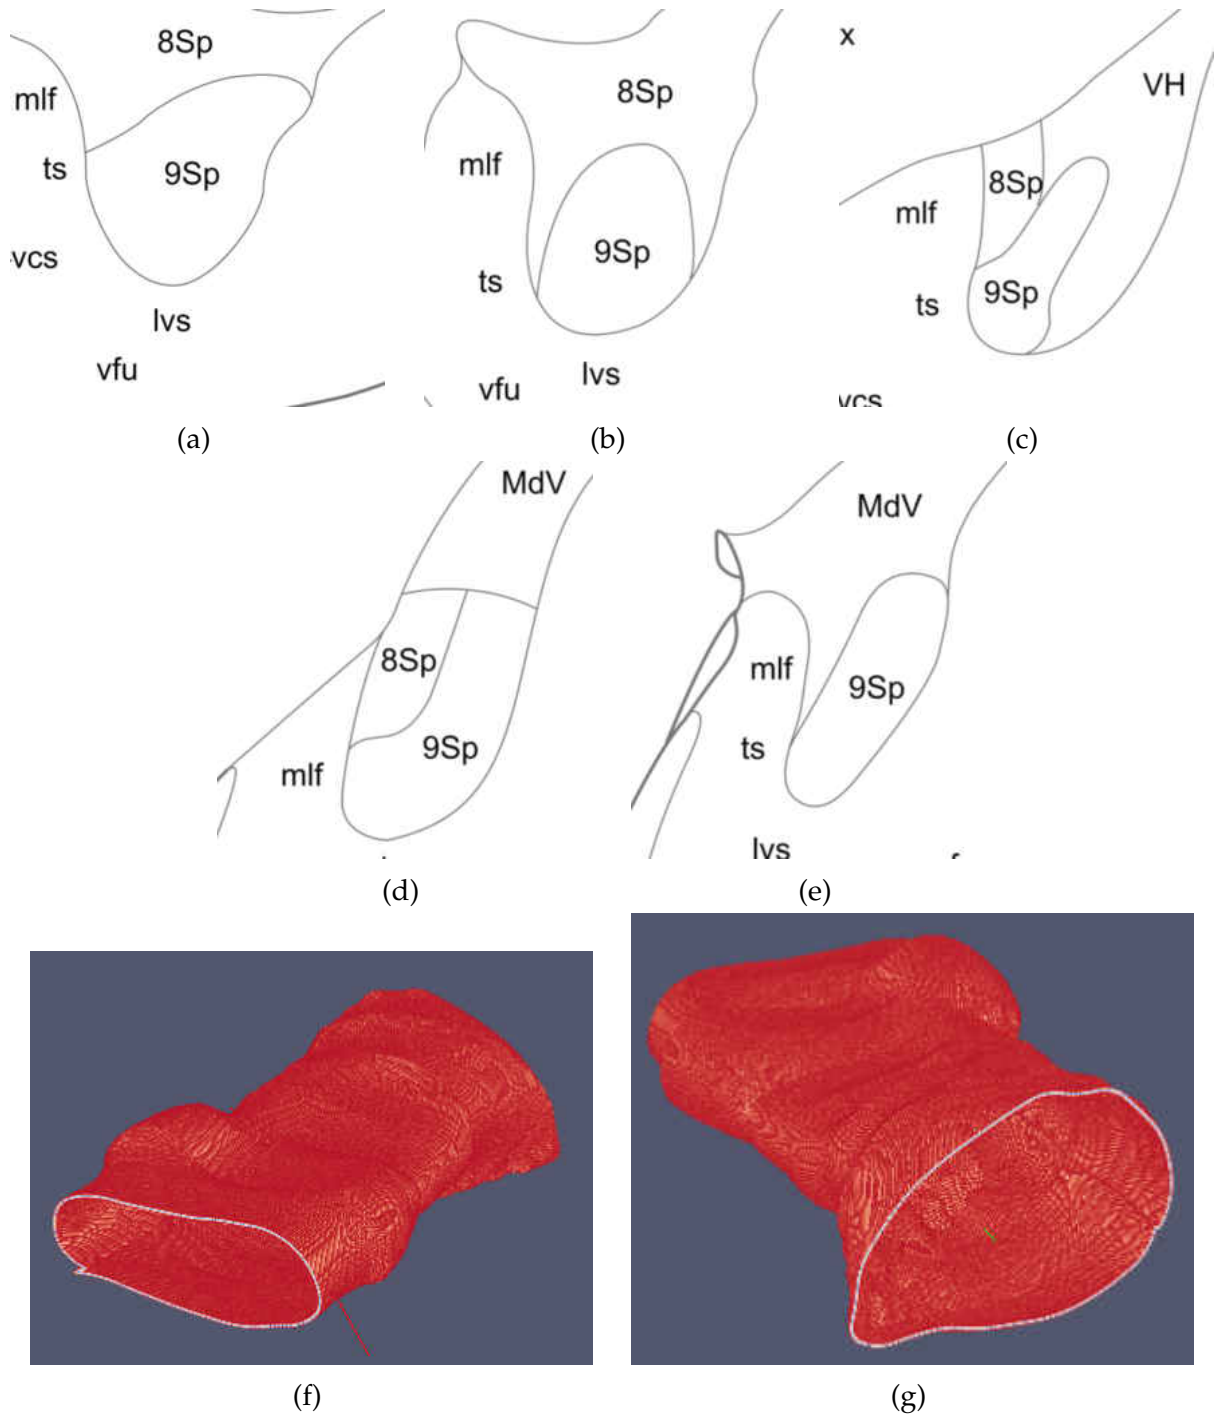 8Sp
mlf
ts
9Sp
-vcs
lvs
vfu
(a)
8Sp
mlf
9Sp
ts
lvs
vfu
(b)
x
VH
8Sp
mlf
9Sp
ts
vcs
(c)
MdV
8Sp
9Sp
mlf
(d)
MdV
mlf
9Sp
ts
lvs
(e)
(f)
(g)